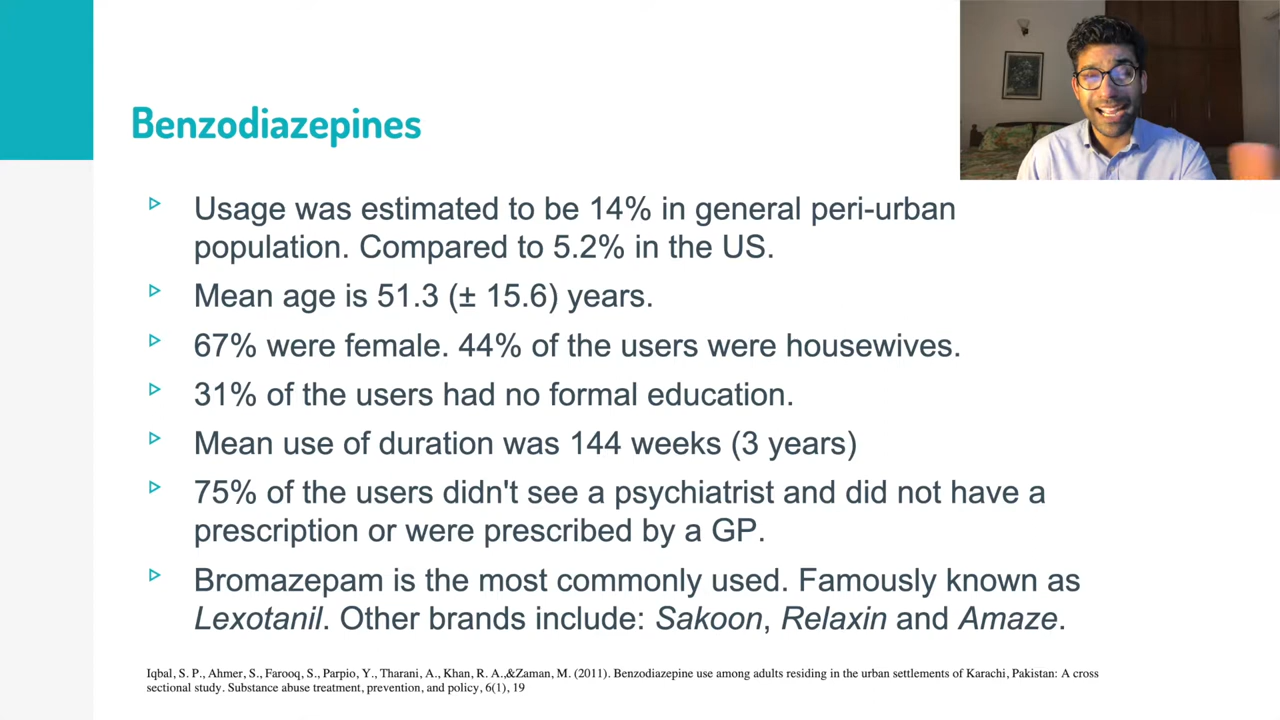 Benzodiazepines
Usage was estimated to be 14% in general peri-urban
population. Compared to 5.2% in the US.
Mean age is 51.3 (± 15.6) years.
67% were female. 44% of the users were housewives.
31% of the users had no formal education.
Mean use of duration was 144 weeks (3 years)
75% of the users didn't see a psychiatrist and did not have a
prescription or were prescribed by a GP.
Bromazepam is the most commonly used. Famously known as
Lexotanil. Other brands include: Sakoon, Relaxin and Amaze.
Iqbal, S. P., Ahmer, S., Farooq, S., Parpio, Y., Tharani, A., Khan, R. A.,&Zaman, M. (2011). Benzodiazepine use among adults residing in the urban settlements of Karachi, Pakistan: A cross
sectional study. Substance abuse treatment, prevention, and policy, 6(1), 19